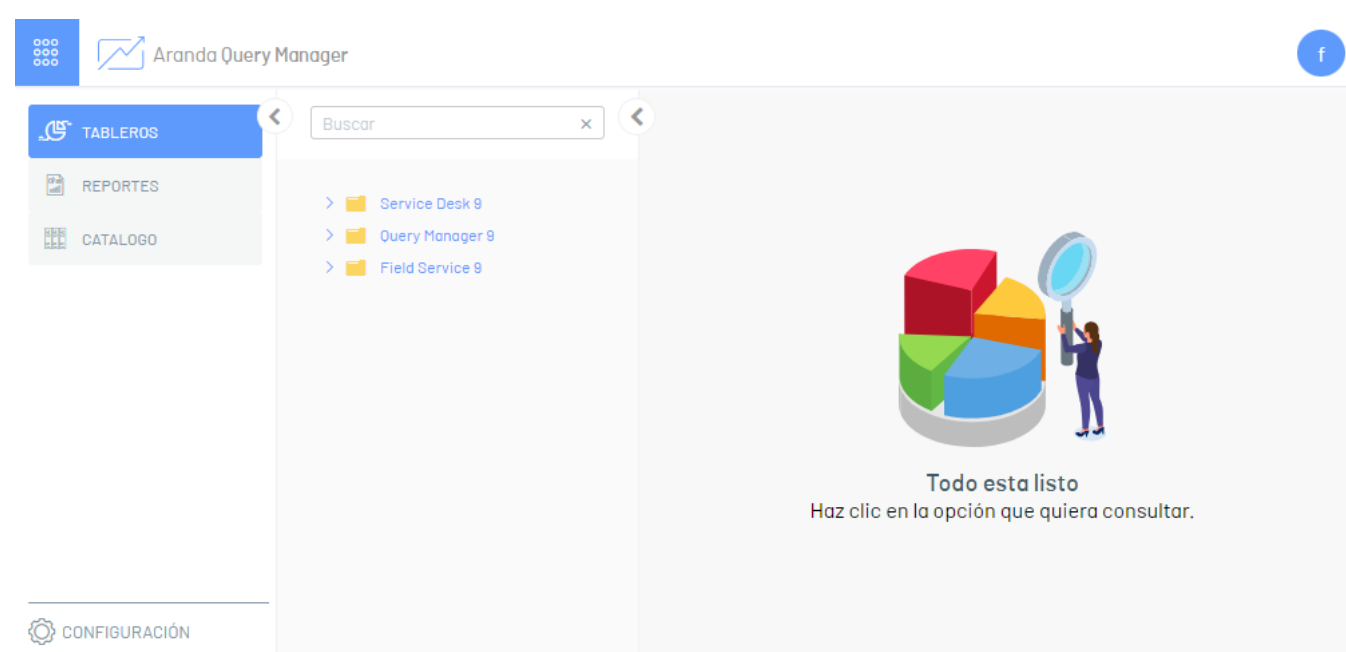 Aranda Query Manager
f
TABLEROS
REPORTES
CATALOGO
CONFIGURACIÓN
Buscar
Service Desk 9
Query Manager 9
Field Service 9
Todo esta listo
Haz clic en la opción que quiera consultar.